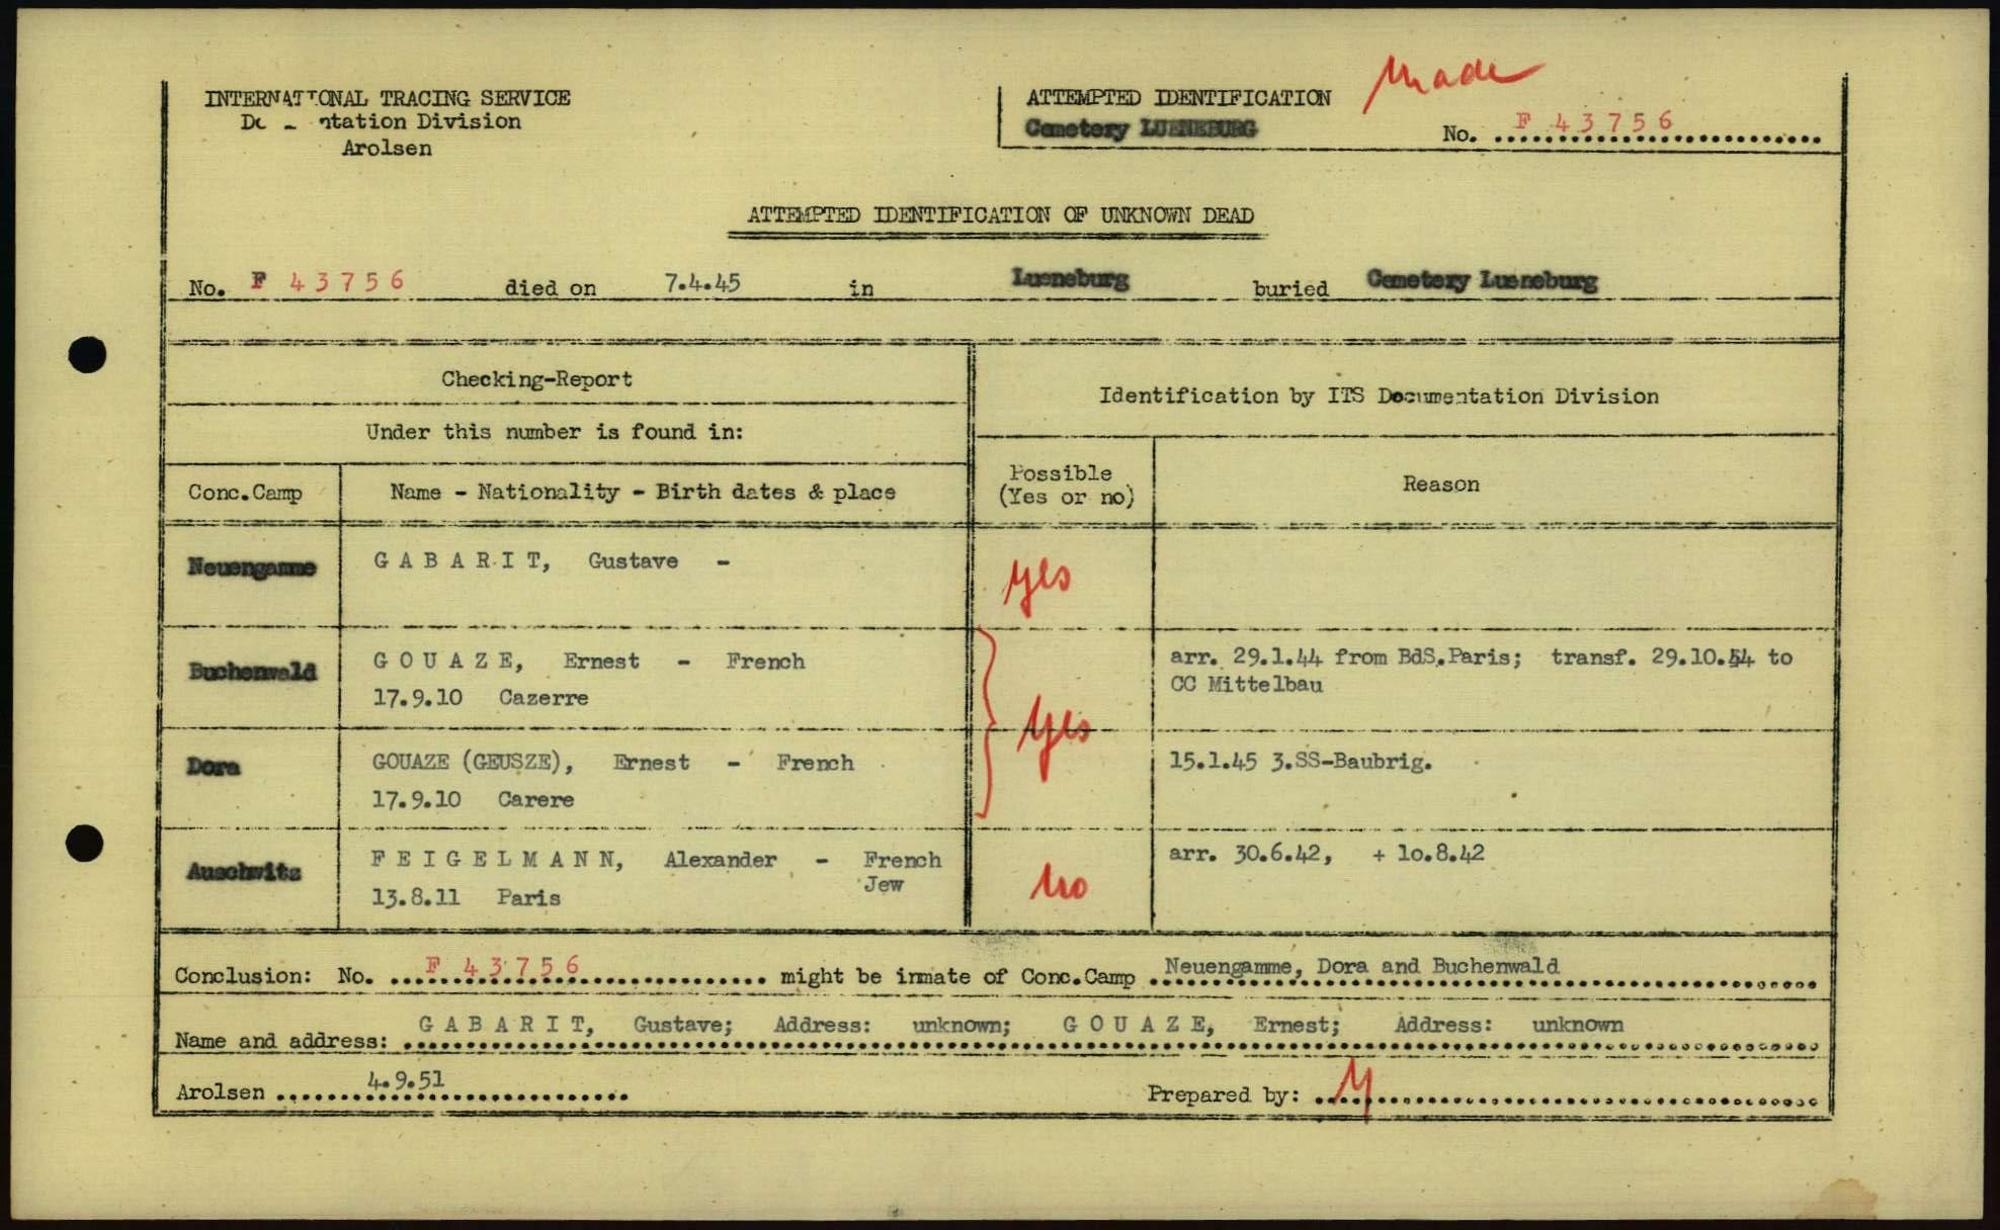 INTERNATIONAL TRACING SERVICE
Division
Arolsen
made
ATTEMPTED IDENTIFICATION
Cemetery LUENEBURG
No. F 43756
ATTEMPTED IDENTIFICATION OF UNKNOWN DEAD
No. F 43756 died on 7.4.45 in Lueneburg buried Cemetery Lueneburg
Checking-Report
Identification by ITS Documentation Division
Under this number is found in:
Conc.Camp
Name - Nationality - Birth dates & place
Possible
(Yes or no)
Reason
Neuengamme
G A B A R I T, Gustave -
yes
Buchenwald
G O U A Z E, Ernest - French
17.9.10 Cazerre
arr. 29.1.44 from BdS.Paris; transf. 29.10.44 to
CC Mittelbau
yes
Dora
GOUAZE (GEUSZE), Ernest - French
17.9.10 Carere
15.1.45 3.SS-Baubrig.
Auschwitz
F E I G E L M A N N, Alexander - French
Jew
13.8.11 Paris
no
arr. 30.6.42, + lo.8.42
Conclusion: No. F 43756 might be inmate of Conc.Camp Neuengamme, Dora and Buchenwald
Name and address: G A B A R I T, Gustave; Address: unknown; G O U A Z E, Ernest; Address: unknown
Arolsen 4.9.51
Prepared by: